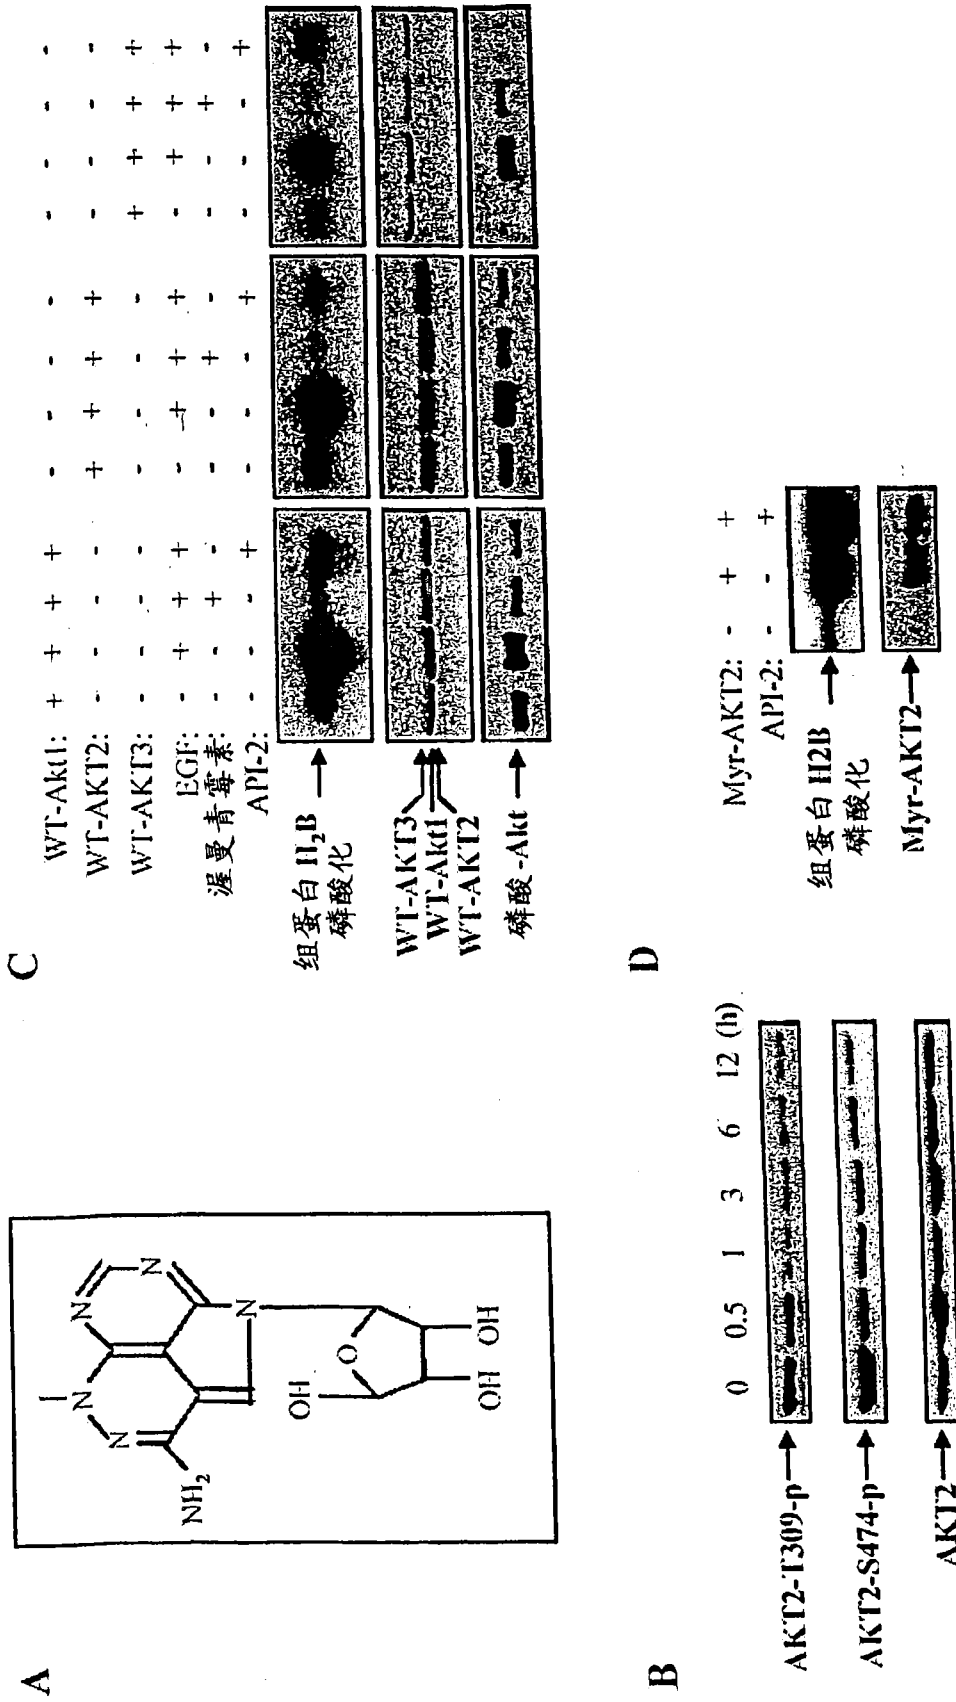 A
N
N
N
N
N
NH₂
O
OH
OH
OH
B
0 0.5 1 3 6 12 (h)
AKT2-T309-p
AKT2-S474-p
AKT2
C
WT-Akt1: + + + + - - - - - - - -
WT-AKT2: - - - - + + + + - - - -
WT-AKT3: - - - - - - - - + + + +
EGF: - + + + - + + + - + + +
渥曼青霉素: - - + - - - + - - - + -
API-2: - - - + - - - + - - - +
组蛋白 H₂B
磷酸化
WT-AKT3
WT-Akt1
WT-AKT2
磷酸-Akt
D
Myr-AKT2: - + +
API-2: - - +
组蛋白 H2B
磷酸化
Myr-AKT2